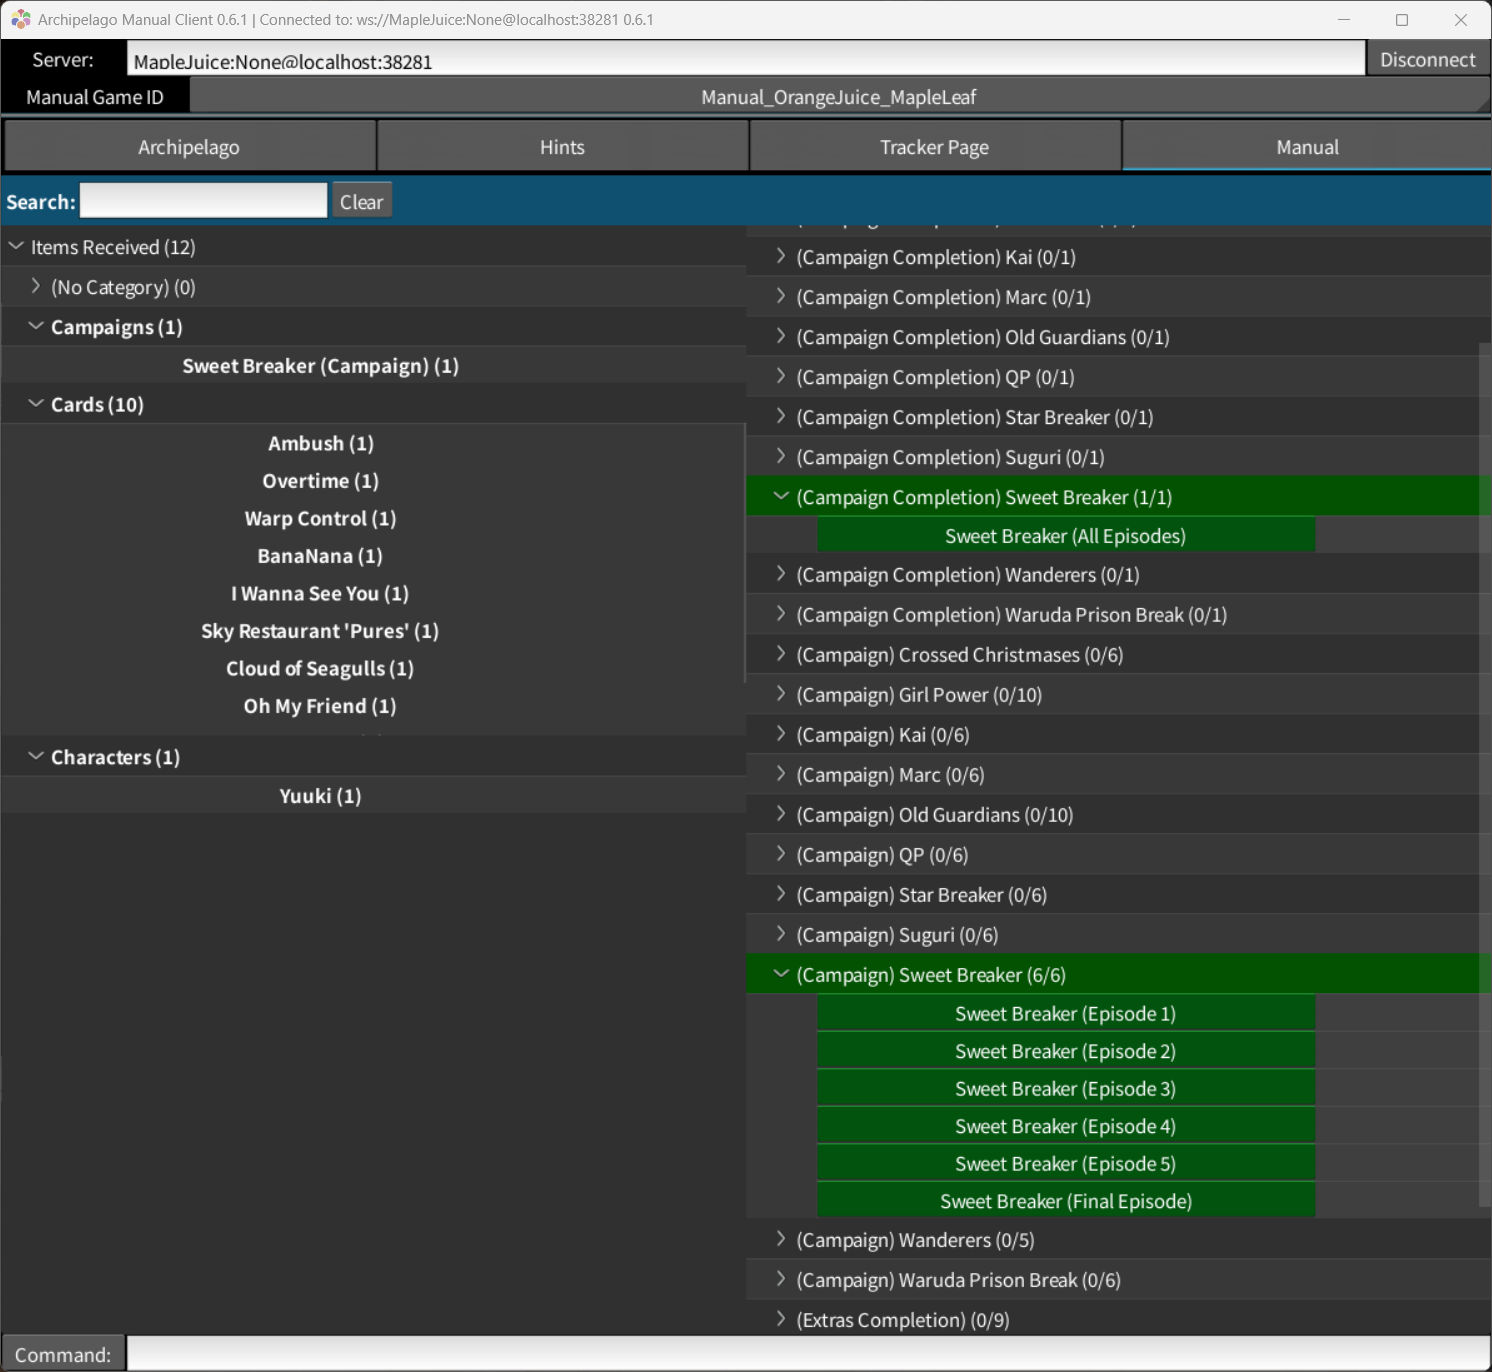 Archipelago Manual Client 0.6.1 | Connected to: ws://MapleJuice:None@localhost:38281 0.6.1
Server: MapleJuice:None@localhost:38281 Disconnect
Manual Game ID Manual_OrangeJuice_MapleLeaf
Archipelago Hints Tracker Page Manual
Search: Clear
Items Received (12)
(No Category) (0)
Campaigns (1)
Sweet Breaker (Campaign) (1)
Cards (10)
Ambush (1)
Overtime (1)
Warp Control (1)
BanaNana (1)
I Wanna See You (1)
Sky Restaurant 'Pures' (1)
Cloud of Seagulls (1)
Oh My Friend (1)
Characters (1)
Yuuki (1)
(Campaign Completion) Kai (0/1)
(Campaign Completion) Marc (0/1)
(Campaign Completion) Old Guardians (0/1)
(Campaign Completion) QP (0/1)
(Campaign Completion) Star Breaker (0/1)
(Campaign Completion) Suguri (0/1)
(Campaign Completion) Sweet Breaker (1/1)
Sweet Breaker (All Episodes)
(Campaign Completion) Wanderers (0/1)
(Campaign Completion) Waruda Prison Break (0/1)
(Campaign) Crossed Christmases (0/6)
(Campaign) Girl Power (0/10)
(Campaign) Kai (0/6)
(Campaign) Marc (0/6)
(Campaign) Old Guardians (0/10)
(Campaign) QP (0/6)
(Campaign) Star Breaker (0/6)
(Campaign) Suguri (0/6)
(Campaign) Sweet Breaker (6/6)
Sweet Breaker (Episode 1)
Sweet Breaker (Episode 2)
Sweet Breaker (Episode 3)
Sweet Breaker (Episode 4)
Sweet Breaker (Episode 5)
Sweet Breaker (Final Episode)
(Campaign) Wanderers (0/5)
(Campaign) Waruda Prison Break (0/6)
(Extras Completion) (0/9)
Command: